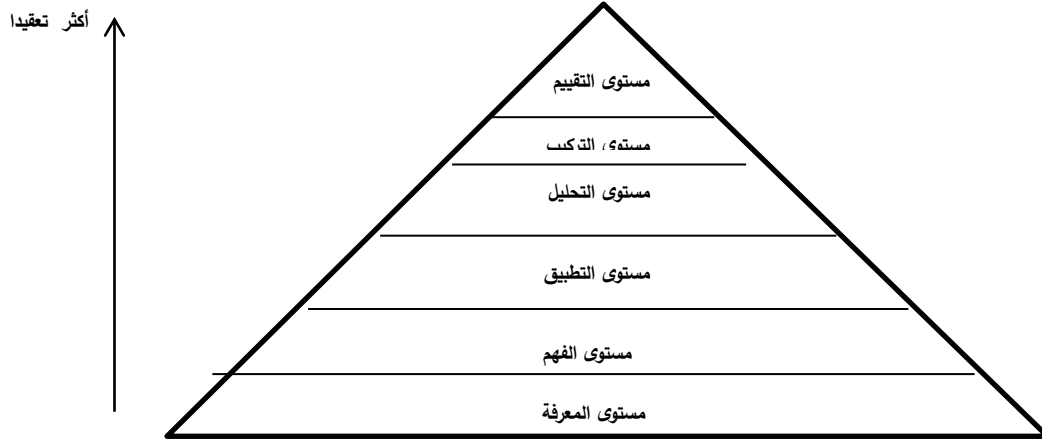 أكثر تعقيدا
مستوى التقييم
مستوى التركيب
مستوى التحليل
مستوى التطبيق
مستوى الفهم
مستوى المعرفة